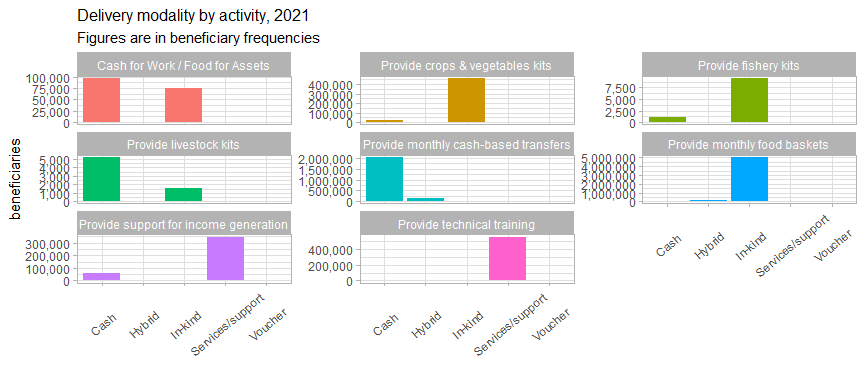 Delivery modality by activity, 2021
Figures are in beneficiary frequencies
beneficiaries
Cash for Work / Food for Assets
100,000
75,000
50,000
25,000
0
Provide crops & vegetables kits
400,000
300,000
200,000
100,000
0
Provide fishery kits
7,500
5,000
2,500
0
Provide livestock kits
5,000
4,000
3,000
2,000
1,000
0
Provide monthly cash-based transfers
2,000,000
1,500,000
1,000,000
500,000
0
Provide monthly food baskets
5,000,000
4,000,000
3,000,000
2,000,000
1,000,000
0
Cash
Hybrid
In-kind
Services/support
Voucher
Provide support for income generation
300,000
200,000
100,000
0
Cash
Hybrid
In-kind
Services/support
Voucher
Provide technical training
400,000
200,000
0
Cash
Hybrid
In-kind
Services/support
Voucher